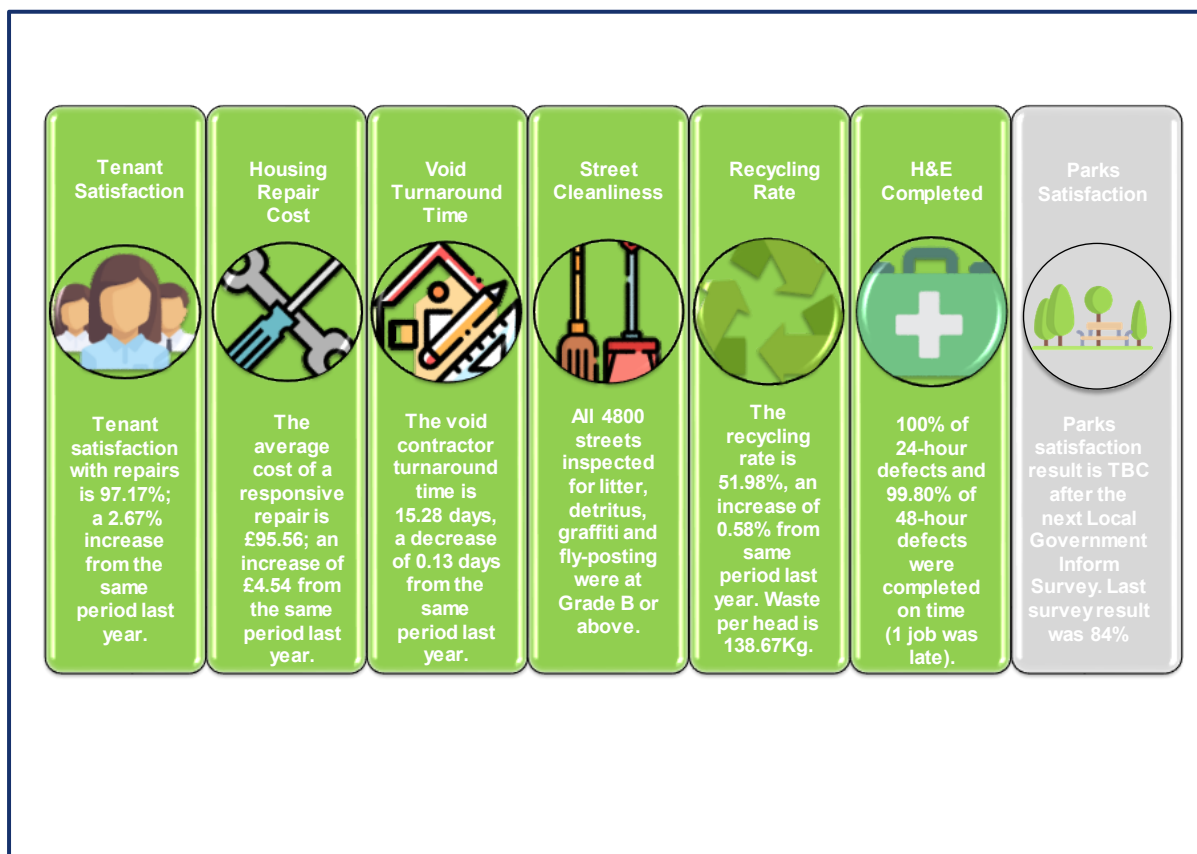 Tenant
Satisfaction
Tenant
satisfaction
with repairs
is 97.17%;
a 2.67%
increase
from the
same
period last
year.
Housing
Repair
Cost
The
average
cost of a
responsive
repair is
£95.56; an
increase of
£4.54 from
the same
period last
year.
Void
Turnaround
Time
The void
contractor
turnaround
time is
15.28 days,
a decrease
of 0.13 days
from the
same
period last
year.
Street
Cleanliness
All 4800
streets
inspected
for litter,
detritus,
graffiti and
fly-posting
were at
Grade B or
above.
Recycling
Rate
The
recycling
rate is
51.98%, an
increase of
0.58% from
same
period last
year. Waste
per head is
138.67Kg.
H&E
Completed
100% of
24-hour
defects and
99.80% of
48-hour
defects
were
completed
on time
(1 job was
late).
Parks
Satisfaction
Parks
satisfaction
result is TBC
after the
next Local
Government
Inform
Survey. Last
survey result
was 84%